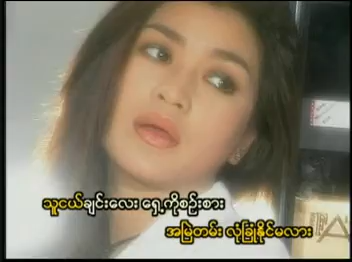 သူငယ်ချင်းလေး ရှေ့ကိုစဉ်းစား
အမြဲတမ်း လုံခြုံနိုင်မလား